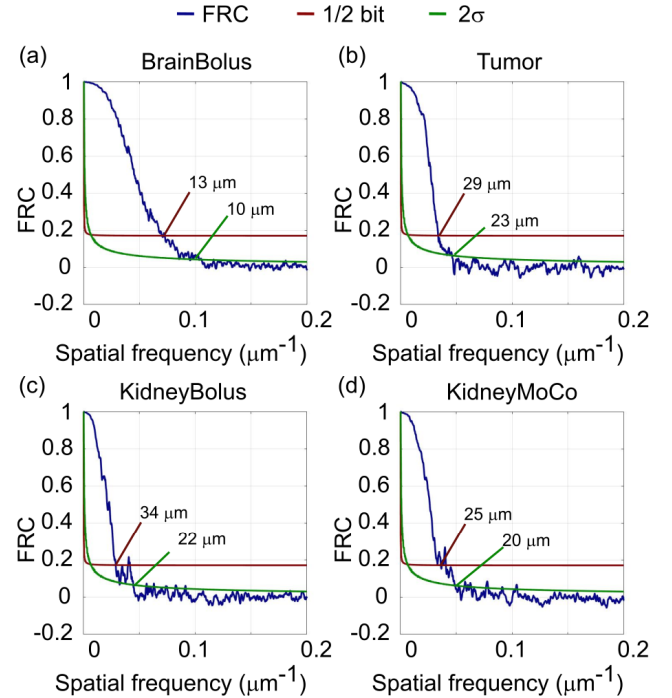 FRC 1/2 bit 2σ
(a) BrainBolus (b) Tumor
1 1
0.8 0.8
0.6 0.6
0.4 0.4
0.2 0.2
0 0
-0.2 -0.2
FRC FRC
13 μm 29 μm
10 μm 23 μm
0 0.1 0.2 0 0.1 0.2
Spatial frequency (μm-1) Spatial frequency (μm-1)
(c) KidneyBolus (d) KidneyMoCo
1 1
0.8 0.8
0.6 0.6
0.4 0.4
0.2 0.2
0 0
-0.2 -0.2
FRC FRC
34 μm 25 μm
22 μm 20 μm
0 0.1 0.2 0 0.1 0.2
Spatial frequency (μm-1) Spatial frequency (μm-1)